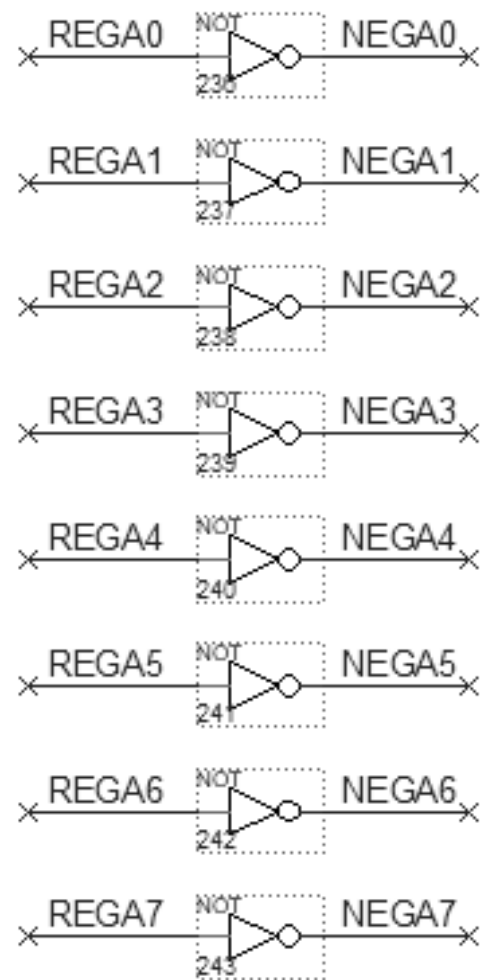 NOT
REGA0 NEGA0
236
NOT
REGA1 NEGA1
237
NOT
REGA2 NEGA2
238
NOT
REGA3 NEGA3
239
NOT
REGA4 NEGA4
240
NOT
REGA5 NEGA5
241
NOT
REGA6 NEGA6
242
NOT
REGA7 NEGA7
243